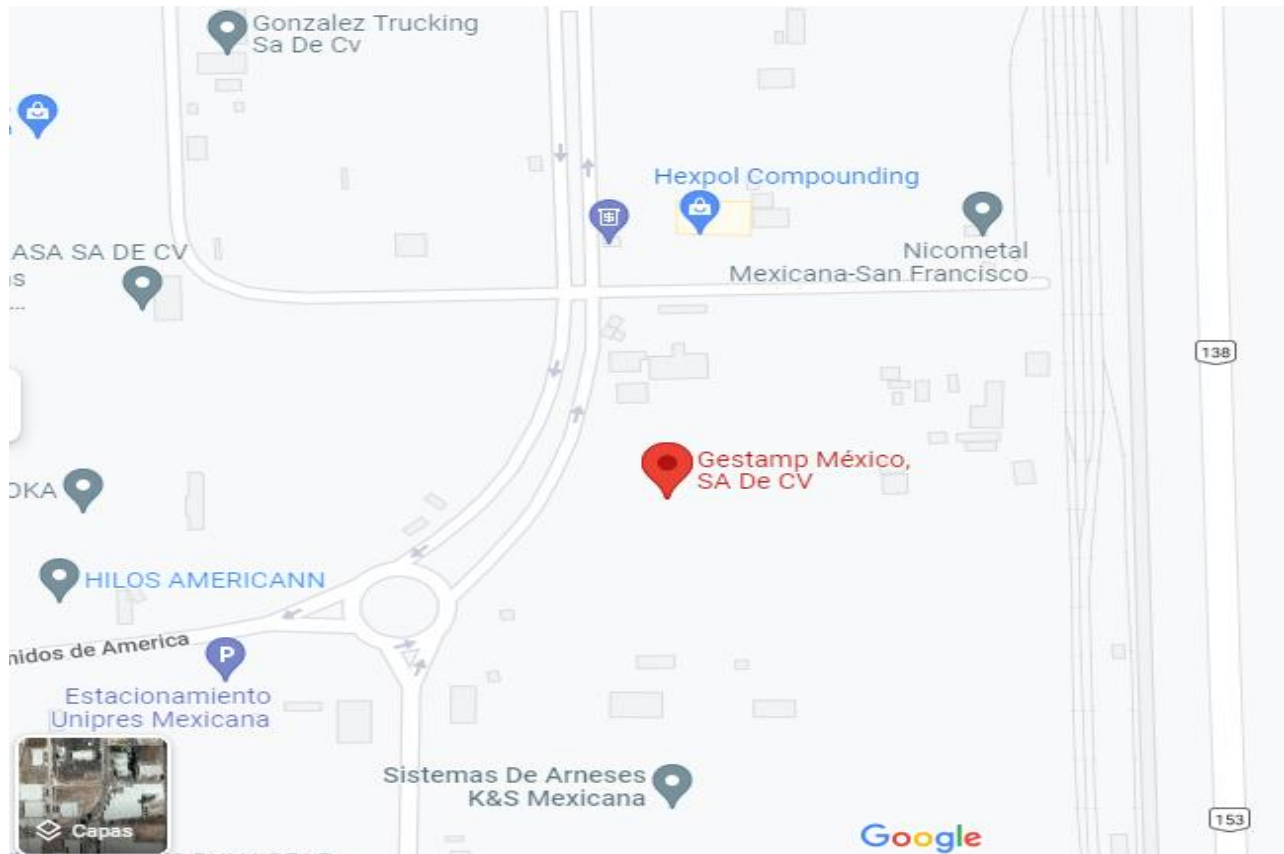 Gonzalez Trucking
Sa De Cv
Hexpol Compounding
ASA SA DE CV
Nicometal
Mexicana-San Francisco
138
Gestamp México,
SA De CV
OKA
HILOS AMERICANN
nidos de America
P
Estacionamiento
Unipres Mexicana
Sistemas De Arneses
K&S Mexicana
153
Capas
Google